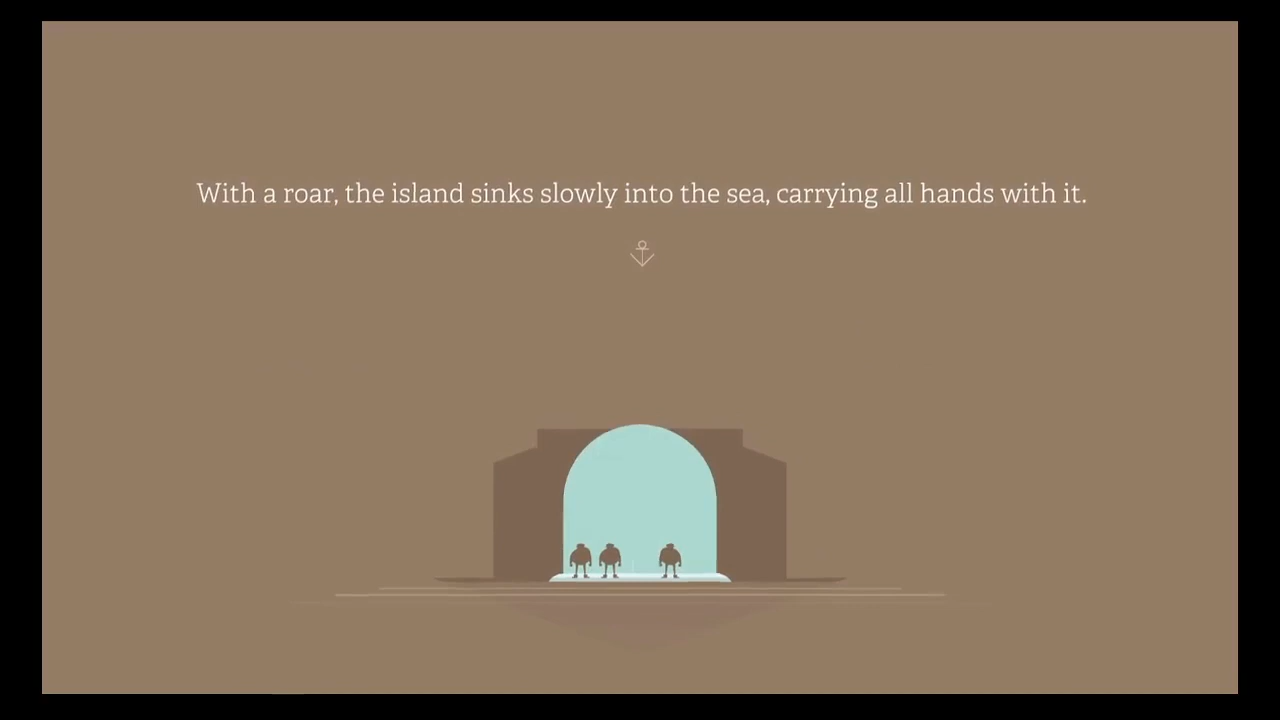 With a roar, the island sinks slowly into the sea, carrying all hands with it.